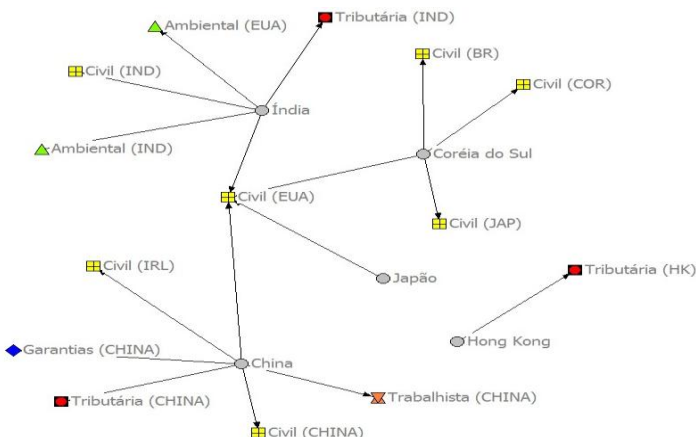 Tributária (IND)
Ambiental (EUA)
Civil (BR)
Civil (IND)
Civil (COR)
Índia
Ambiental (IND)
Coréia do Sul
Civil (EUA)
Civil (JAP)
Civil (IRL)
Tributária (HK)
Japão
Hong Kong
Garantias (CHINA)
China
Tributária (CHINA)
Trabalhista (CHINA)
Civil (CHINA)